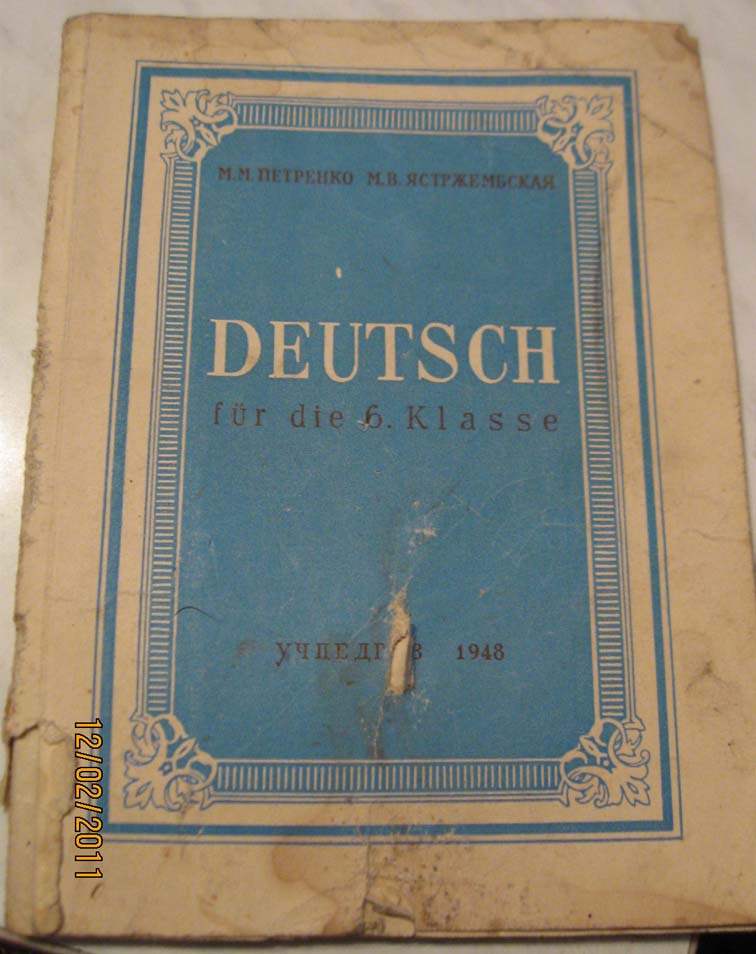 М.М. ПЕТРЕНКО М.В. ЯСТРЖЕМБСКАЯ
DEUTSCH
für die 6. Klasse
1948
12/02/2011